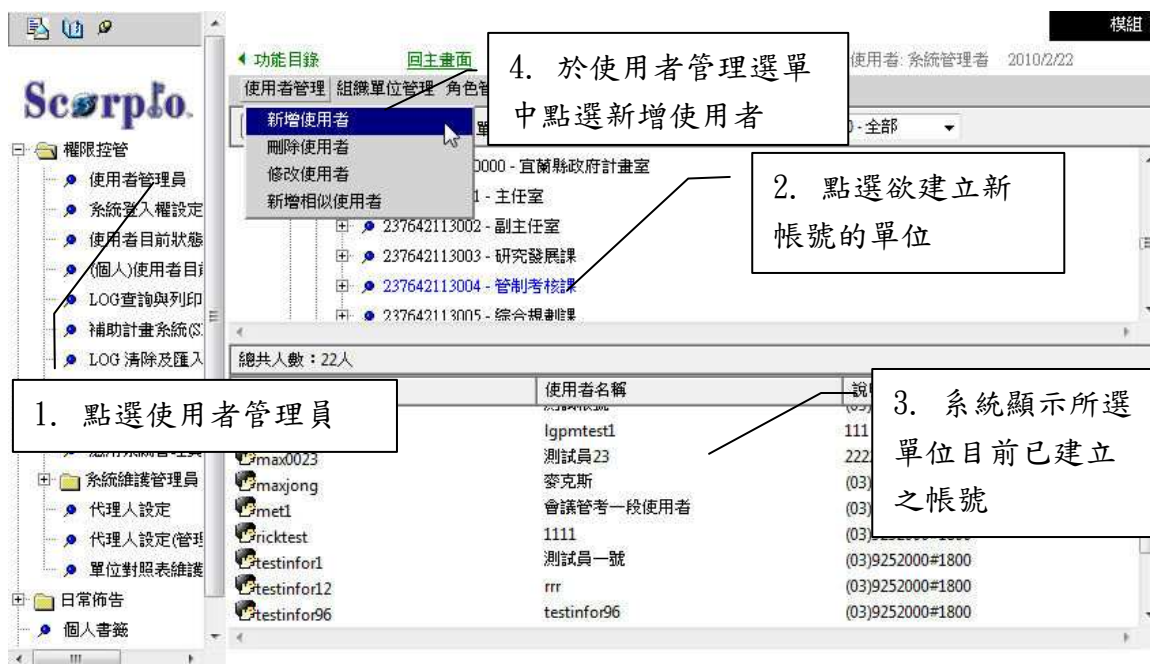 模組
功能目錄
回主畫面
使用者: 系統管理者 2010/2/22
Scorpio.
使用者管理 組織單位管理 角色管
新增使用者
刪除使用者
修改使用者
新增相似使用者
4. 於使用者管理選單
中點選新增使用者
- 全部
0000 - 宜蘭縣政府計畫室
1 - 主任室
237642113002 - 副主任室
237642113003 - 研究發展課
237642113004 - 管制考核課
237642113005 - 綜合規劃課
2. 點選欲建立新
帳號的單位
權限控管
使用者管理員
系統登入權設定
使用者目前狀態
(個人)使用者目前
LOG查詢與列印
補助計畫系統(S
LOG 清除及匯入
1. 點選使用者管理員
系統維護管理員
代理人設定
代理人設定(管理
單位對照表維護
日常佈告
個人書籤
總共人數：22人
使用者名稱
3. 系統顯示所選
單位目前已建立
之帳號
lgpmtest1 111
max0023 測試員23 222
maxjong 麥克斯 (03)
met1 會議管考一段使用者 (03)
ricktest 1111 (03)9252000#1800
testinfor1 測試員一號 (03)9252000#1800
testinfor12 rrr (03)9252000#1800
testinfor96 testinfor96 (03)9252000#1800